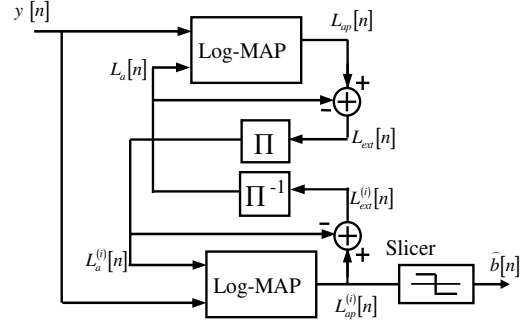 y [n]
L_ap[n]
Log-MAP
L_a[n]
+
−
+
Π
L_ext[n]
Π^-1
L_ext^(i)[n]
−
+
+
Slicer
L_a^(i)[n]
Log-MAP
b̂[n]
L_ap^(i)[n]